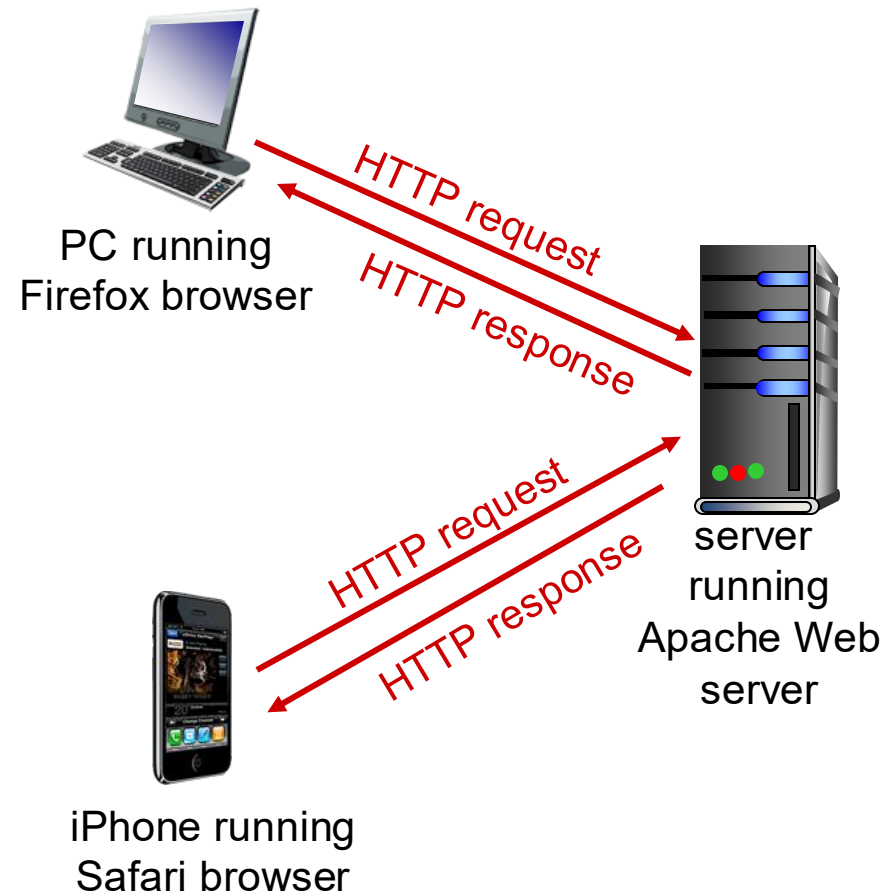 HTTP request
HTTP response
PC running
Firefox browser
HTTP request
HTTP response
server
running
Apache Web
server
iPhone running
Safari browser